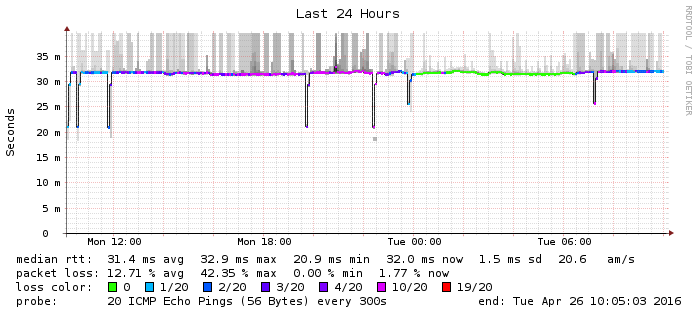 Last 24 Hours
RRDTOOL / TOBI OETIKER
Seconds
35 m
30 m
25 m
20 m
15 m
10 m
5 m
0
Mon 12:00 Mon 18:00 Tue 00:00 Tue 06:00
median rtt: 31.4 ms avg 32.9 ms max 20.9 ms min 32.0 ms now 1.5 ms sd 20.6 am/s
packet loss: 12.71 % avg 42.35 % max 0.00 % min 1.77 % now
loss color: 0 1/20 2/20 3/20 4/20 10/20 19/20
probe: 20 ICMP Echo Pings (56 Bytes) every 300s end: Tue Apr 26 10:05:03 2016